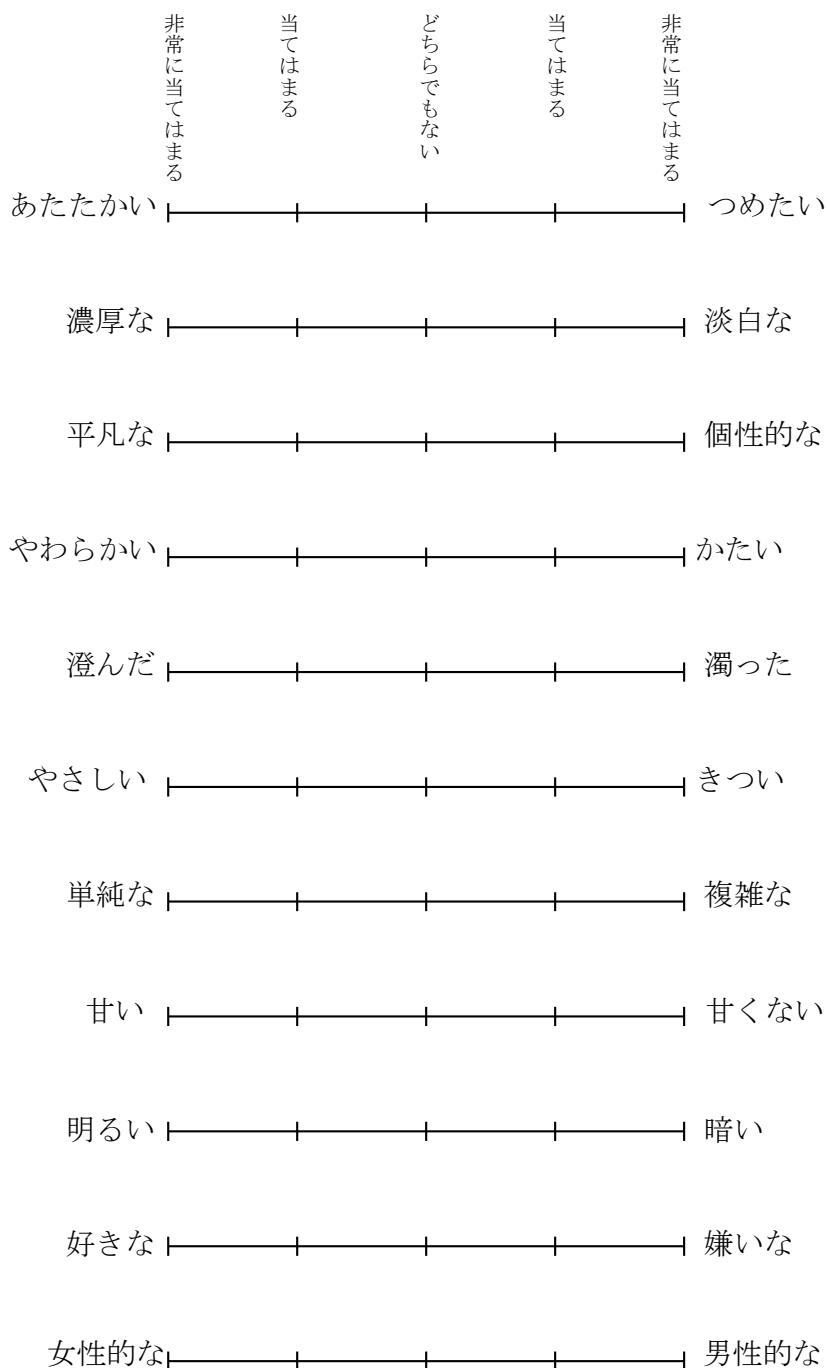 非常に当てはまる
当てはまる
どちらでもない
当てはまる
非常に当てはまる
あたたかい つめたい
濃厚な 淡白な
平凡な 個性的な
やわらかい かたい
澄んだ 濁った
やさしい きつい
単純な 複雑な
甘い 甘くない
明るい 暗い
好きな 嫌いな
女性的な 男性的な